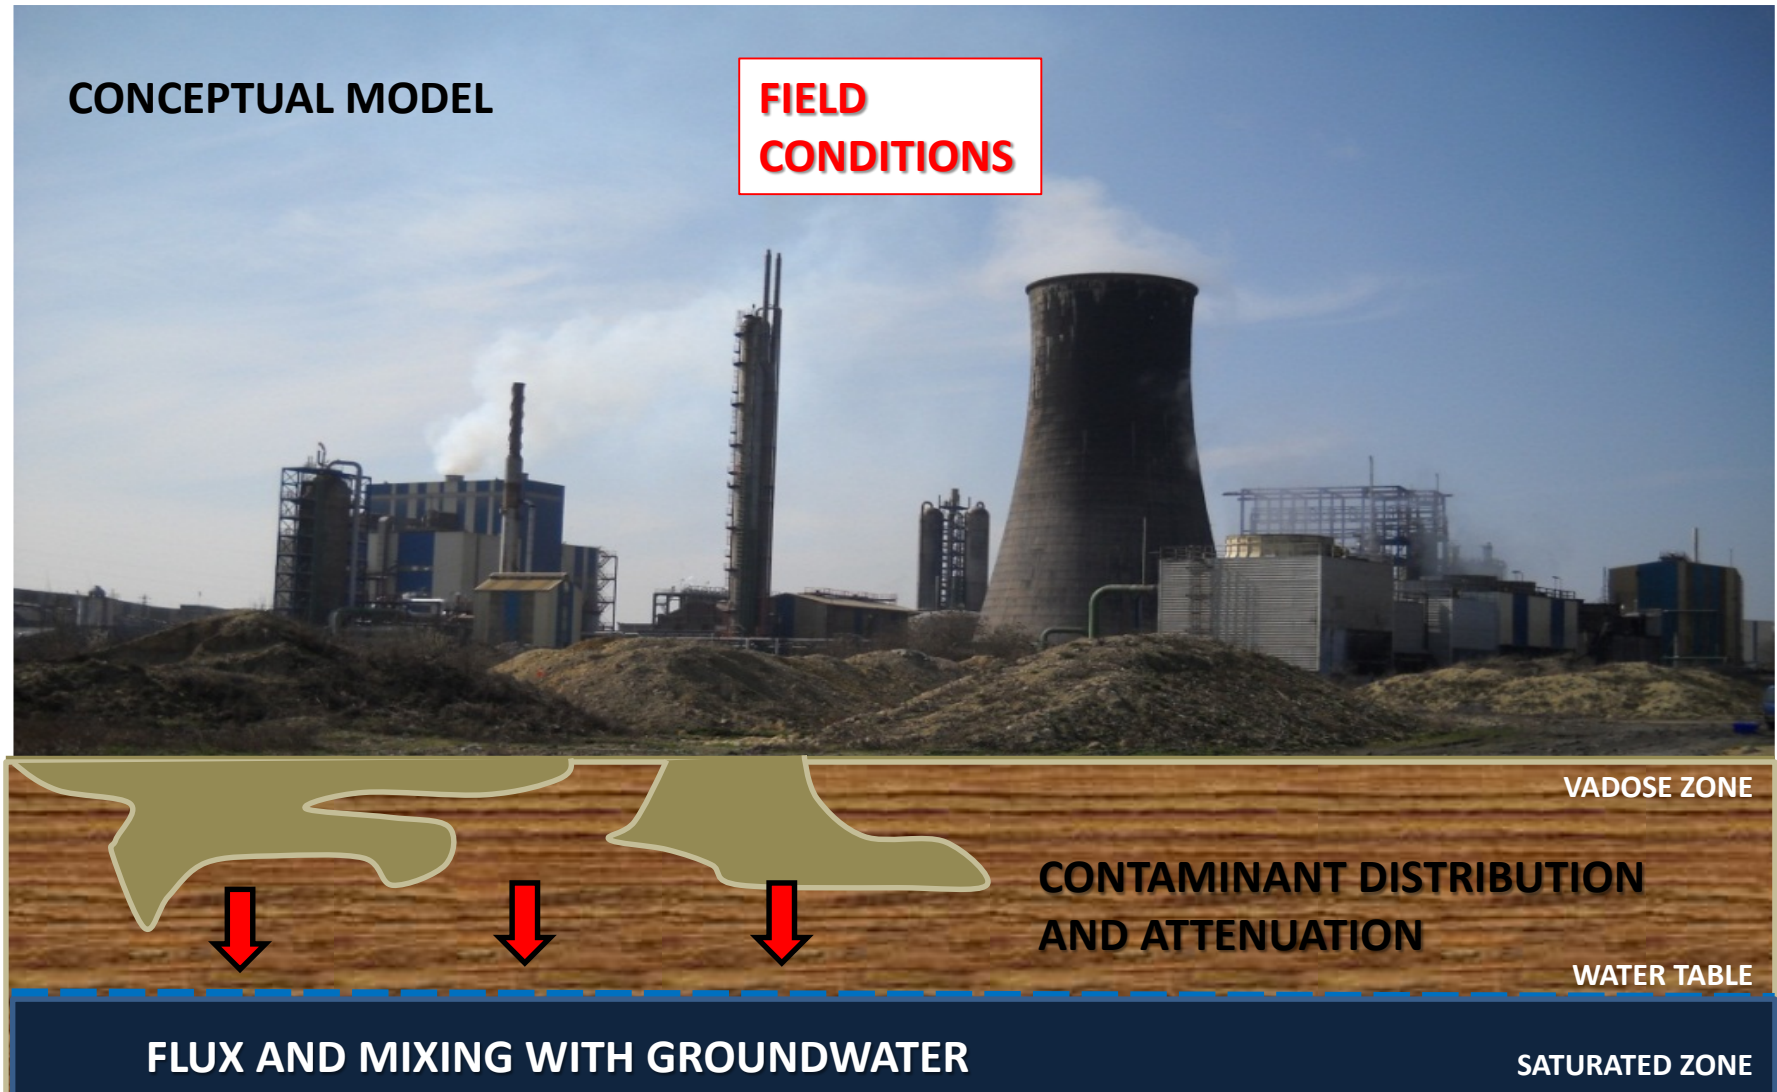 CONCEPTUAL MODEL
FIELD
CONDITIONS
VADOSE ZONE
CONTAMINANT DISTRIBUTION
AND ATTENUATION
WATER TABLE
FLUX AND MIXING WITH GROUNDWATER
SATURATED ZONE